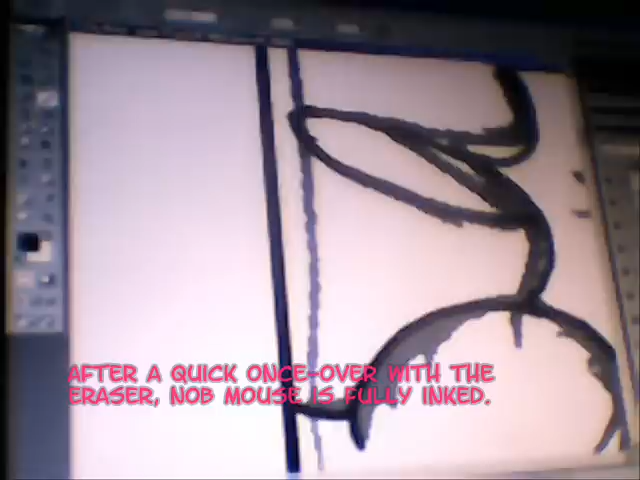 AFTER A QUICK ONCE-OVER WITH THE
ERASER, NOB MOUSE IS FULLY INKED.